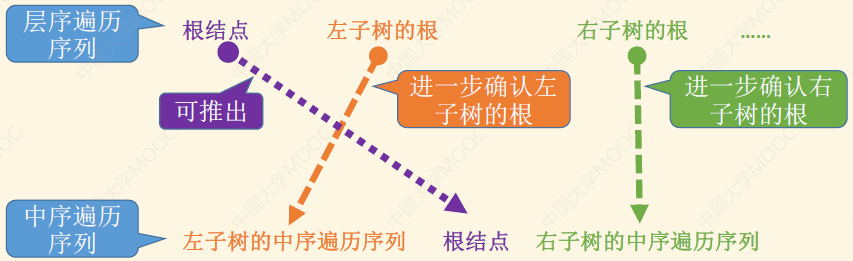 层序遍历
序列
根结点
左子树的根
右子树的根
……
可推出
进一步确认左
子树的根
进一步确认右
子树的根
中序遍历
序列
左子树的中序遍历序列
根结点
右子树的中序遍历序列
中国大学MOOC